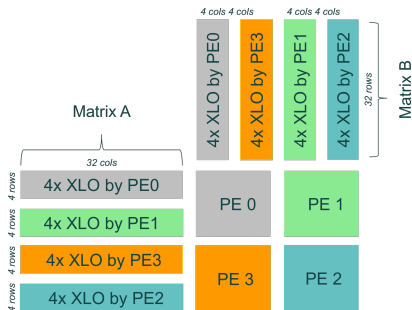 4 cols 4 cols 4 cols 4 cols
4x XLO by PE0
4x XLO by PE3
4x XLO by PE1
4x XLO by PE2
32 rows
Matrix B
Matrix A
32 cols
4 rows
4x XLO by PE0
PE 0
PE 1
4 rows
4x XLO by PE1
4 rows
4x XLO by PE3
PE 3
PE 2
4 rows
4x XLO by PE2